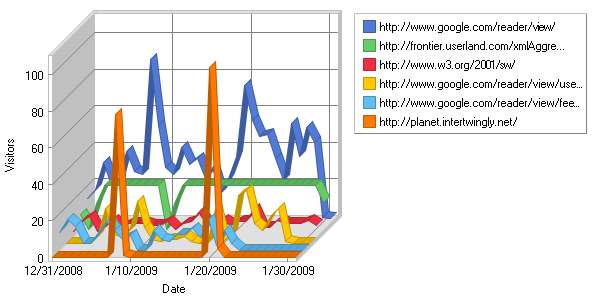 http://www.google.com/reader/view/
http://frontier.userland.com/xmlAggre...
http://www.w3.org/2001/sw/
http://www.google.com/reader/view/use...
http://www.google.com/reader/view/fee...
http://planet.intertwingly.net/
Visitors
100
80
60
40
20
0
12/31/2008 1/10/2009 1/20/2009 1/30/2009
Date